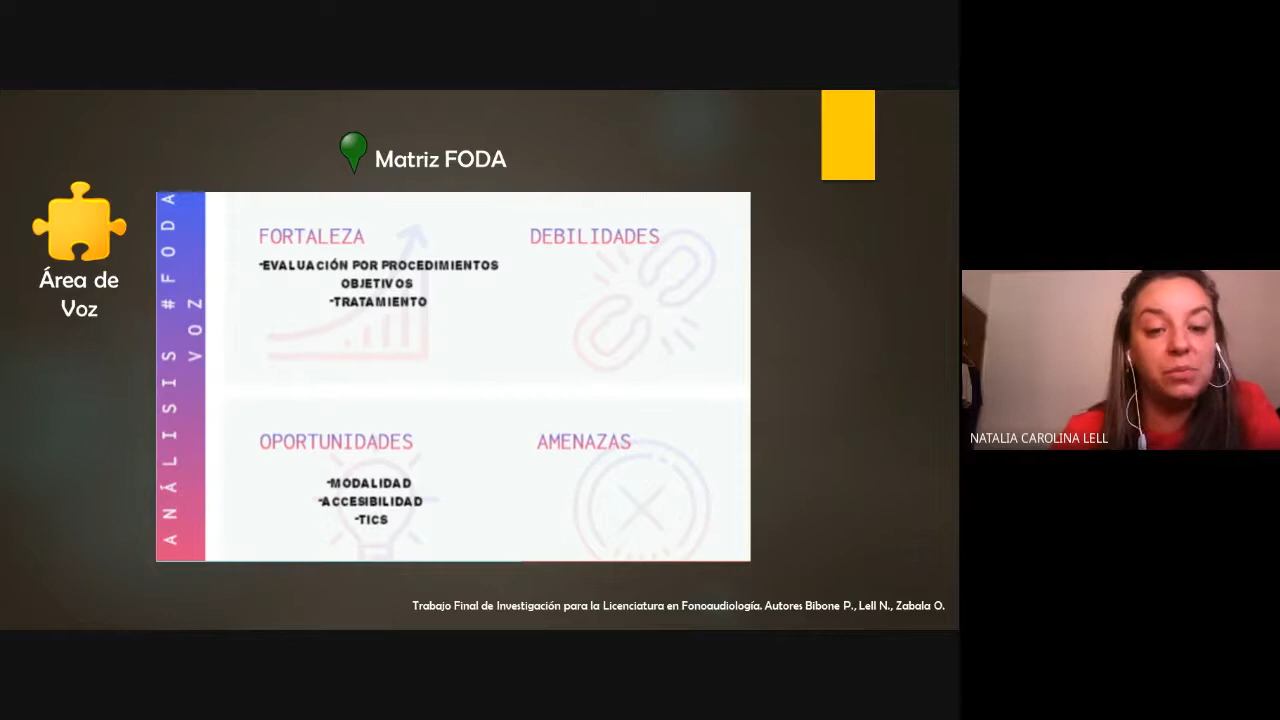 Matriz FODA
Área de
Voz
ANÁLISIS #FODA
VOZ
FORTALEZA
-EVALUACIÓN POR PROCEDIMIENTOS
OBJETIVOS
-TRATAMIENTO
DEBILIDADES
OPORTUNIDADES
-MODALIDAD
-ACCESIBILIDAD
-TICS
AMENAZAS
Trabajo Final de Investigación para la Licenciatura en Fonoaudiología. Autores Bibone P., Lell N., Zabala O.
NATALIA CAROLINA LELL